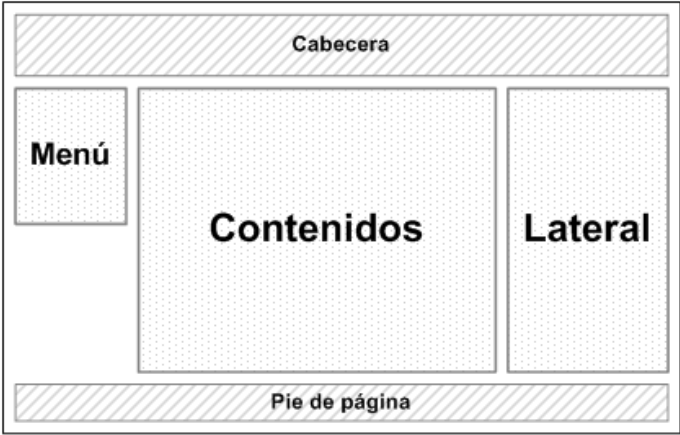 Cabecera
Menú
Contenidos
Lateral
Pie de página